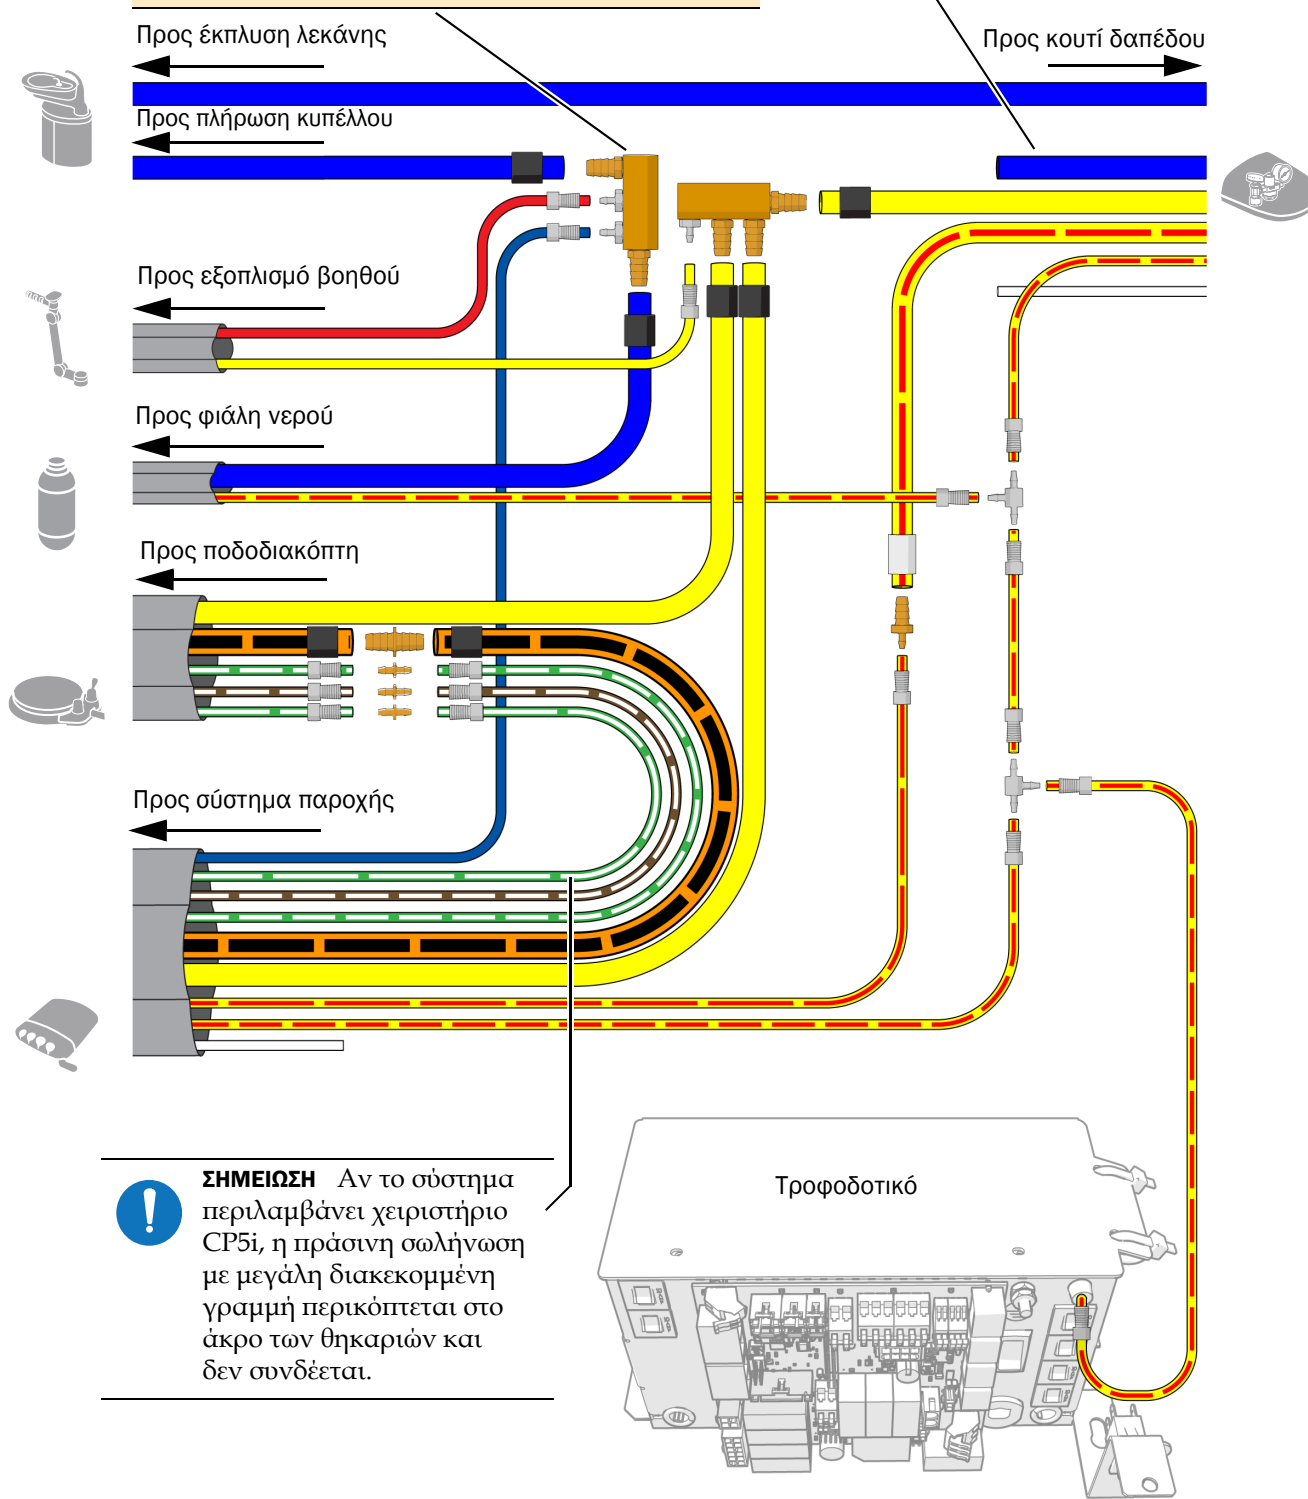 Προς έκπλυση λεκάνης
Προς κουτί δαπέδου
Προς πλήρωση κυπέλλου
Προς εξοπλισμό βοηθού
Προς φιάλη νερού
Προς ποδοδιακόπτη
Προς σύστημα παροχής
ΣΗΜΕΙΩΣΗ Αν το σύστημα
περιλαμβάνει χειριστήριο
CP5i, η πράσινη σωλήνωση
με μεγάλη διακεκομμένη
γραμμή περικόπτεται στο
άκρο των θηκαριών και
δεν συνδέεται.
Τροφοδοτικό